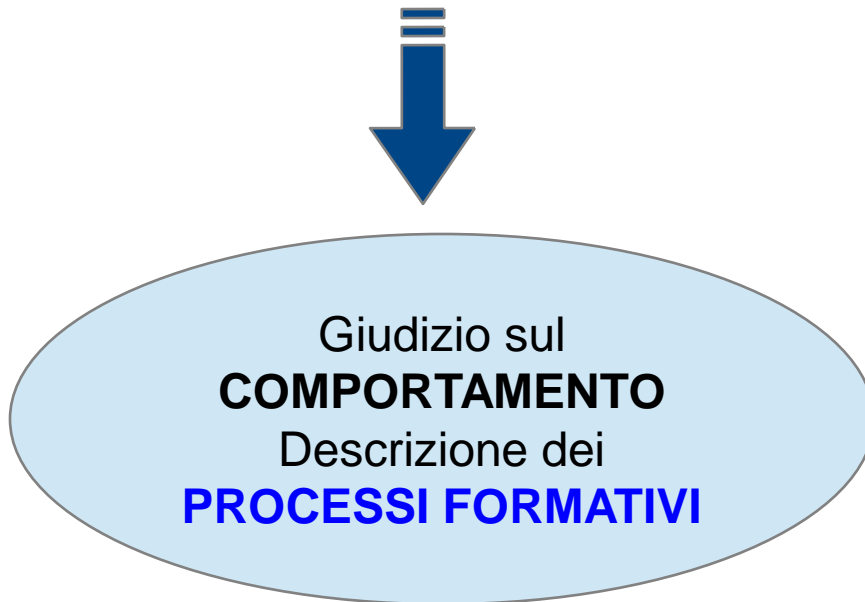 Giudizio sul
COMPORTAMENTO
Descrizione dei
PROCESSI FORMATIVI